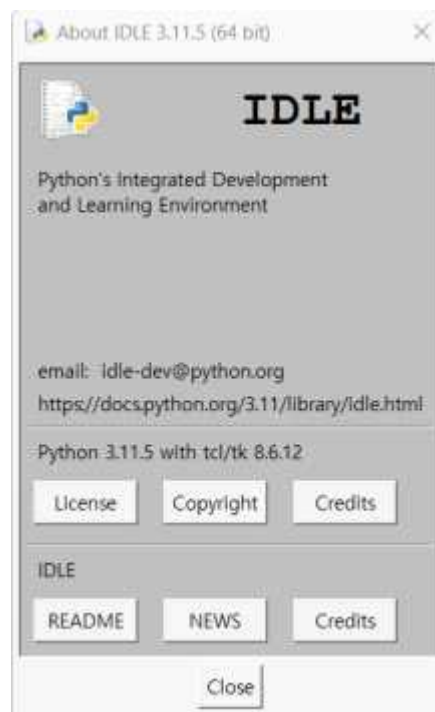 About IDLE 3.11.5 (64 bit)
IDLE
Python's Integrated Development
and Learning Environment
email: idle-dev@python.org
https://docs.python.org/3.11/library/idle.html
Python 3.11.5 with tcl/tk 8.6.12
License Copyright Credits
IDLE
README NEWS Credits
Close